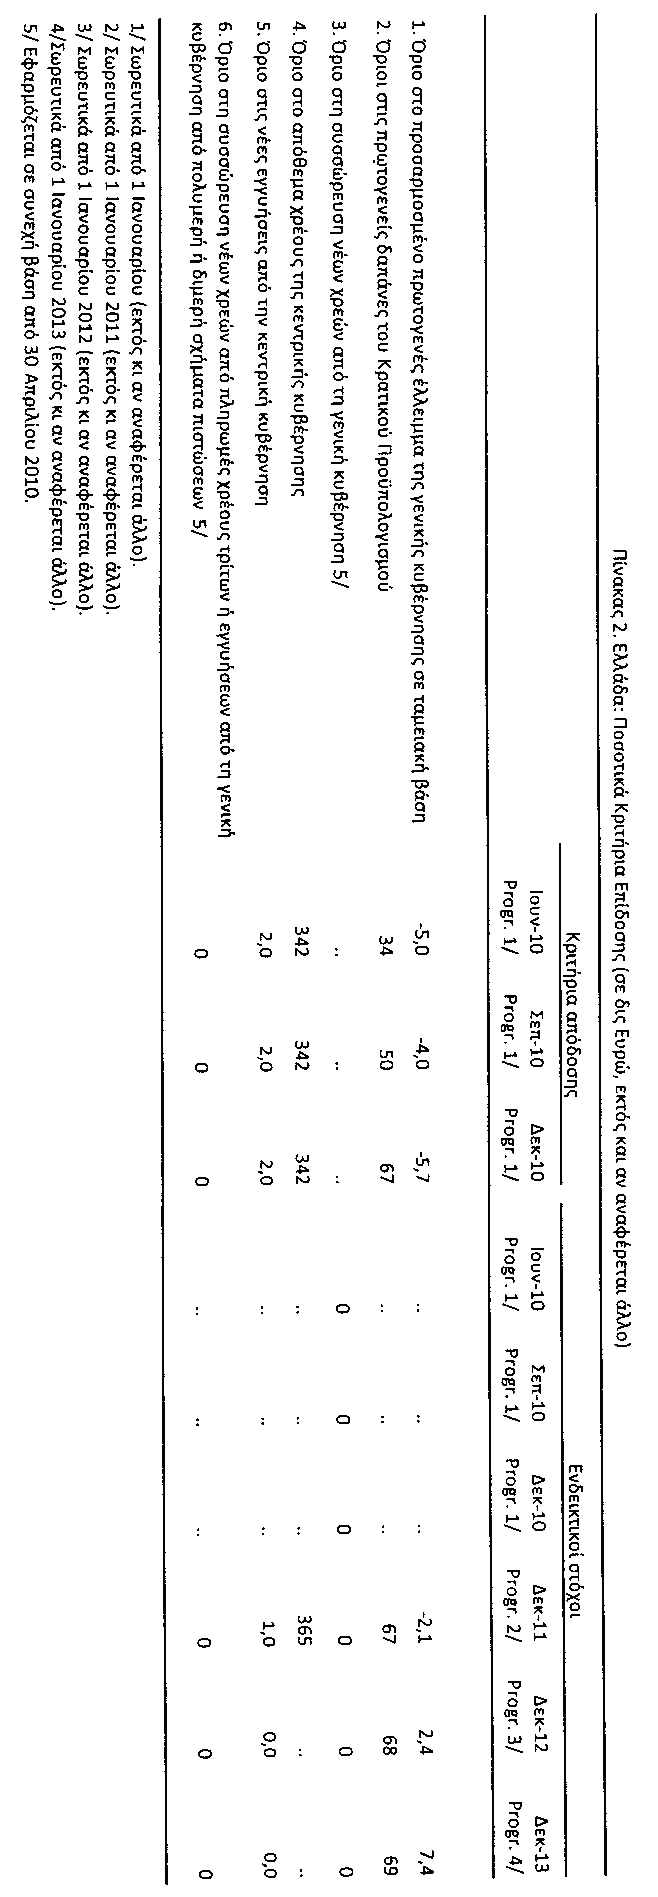 Πίνακας 2. Ελλάδα: Ποσοτικά Κριτήρια Επίδοσης (σε δις Ευρώ, εκτός και αν αναφέρεται άλλο)
Κριτήρια απόδοσης Ενδεικτικοί στόχοι
Ιουν-10 Σεπ-10 Δεκ-10 Ιουν-10 Σεπ-10 Δεκ-10 Δεκ-11 Δεκ-12 Δεκ-13
Progr. 1/ Progr. 1/ Progr. 1/ Progr. 1/ Progr. 1/ Progr. 1/ Progr. 2/ Progr. 3/ Progr. 4/
1. Όριο στο προσαρμοσμένο πρωτογενές έλλειμμα της γενικής κυβέρνησης σε ταμειακή βάση -5,0 -4,0 -5,7 .. .. .. -2,1 2,4 7,4
2. Όριοι στις πρωτογενείς δαπάνες του Κρατικού Προϋπολογισμού 34 50 67 .. .. .. 67 68 69
3. Όριο στη συσσώρευση νέων χρεών από τη γενική κυβέρνηση 5/ .. .. .. 0 0 0 0 0 0
4. Όριο στο απόθεμα χρέους της κεντρικής κυβέρνησης 342 342 342 .. .. .. 365 .. ..
5. Όριο στις νέες εγγυήσεις από την κεντρική κυβέρνηση 2,0 2,0 2,0 .. .. .. 1,0 0,0 0,0
6. Όριο στη συσσώρευση νέων χρεών από πληρωμές χρέους τρίτων ή εγγυήσεων από τη γενική
κυβέρνηση από πολυμερή ή διμερή σχήματα πιστώσεων 5/ 0 0 0 .. .. .. 0 0 0
1/ Σωρευτικά από 1 Ιανουαρίου (εκτός κι αν αναφέρεται άλλο).
2/ Σωρευτικά από 1 Ιανουαρίου 2011 (εκτός κι αν αναφέρεται άλλο).
3/ Σωρευτικά από 1 Ιανουαρίου 2012 (εκτός κι αν αναφέρεται άλλο).
4/Σωρευτικά από 1 Ιανουαρίου 2013 (εκτός κι αν αναφέρεται άλλο).
5/ Εφαρμόζεται σε συνεχή βάση από 30 Απριλίου 2010.